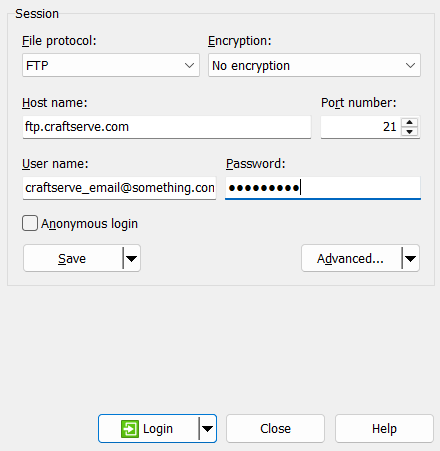 Session
File protocol: Encryption:
FTP No encryption
Host name: Port number:
ftp.craftserve.com 21
User name: Password:
craftserve_email@something.con ●●●●●●●●●
Anonymous login
Save Advanced...
Login Close Help